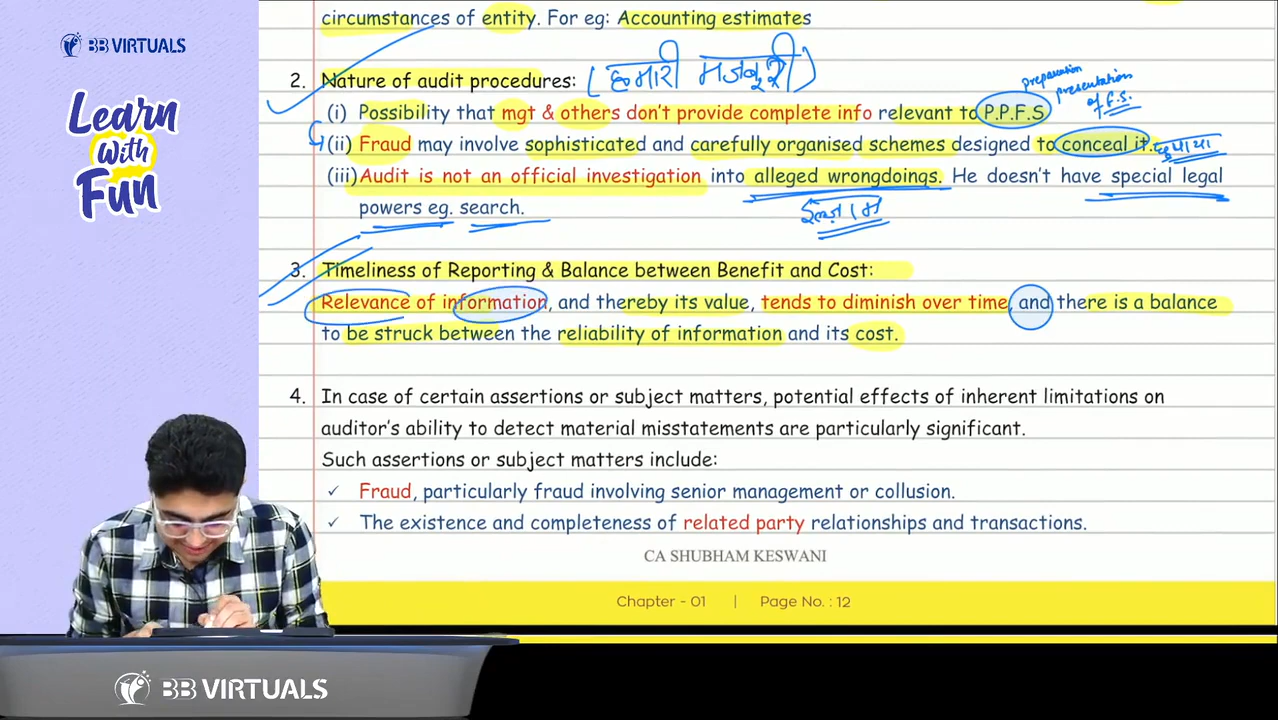 BB VIRTUALS
Learn
With
Fun
circumstances of entity. For eg: Accounting estimates
2. Nature of audit procedures: (हमारी मजबूरी)
preparation
presentation
of F.S.
(i) Possibility that mgt & others don't provide complete info relevant to P.P.F.S
(ii) Fraud may involve sophisticated and carefully organised schemes designed to conceal it.
(iii) Audit is not an official investigation into alleged wrongdoings. He doesn't have special legal
powers eg. search.
3. Timeliness of Reporting & Balance between Benefit and Cost:
Relevance of information, and thereby its value, tends to diminish over time, and there is a balance
to be struck between the reliability of information and its cost.
4. In case of certain assertions or subject matters, potential effects of inherent limitations on
auditor's ability to detect material misstatements are particularly significant.
Such assertions or subject matters include:
✓ Fraud, particularly fraud involving senior management or collusion.
✓ The existence and completeness of related party relationships and transactions.
CA SHUBHAM KESWANI
Chapter - 01 | Page No. : 12
BB VIRTUALS